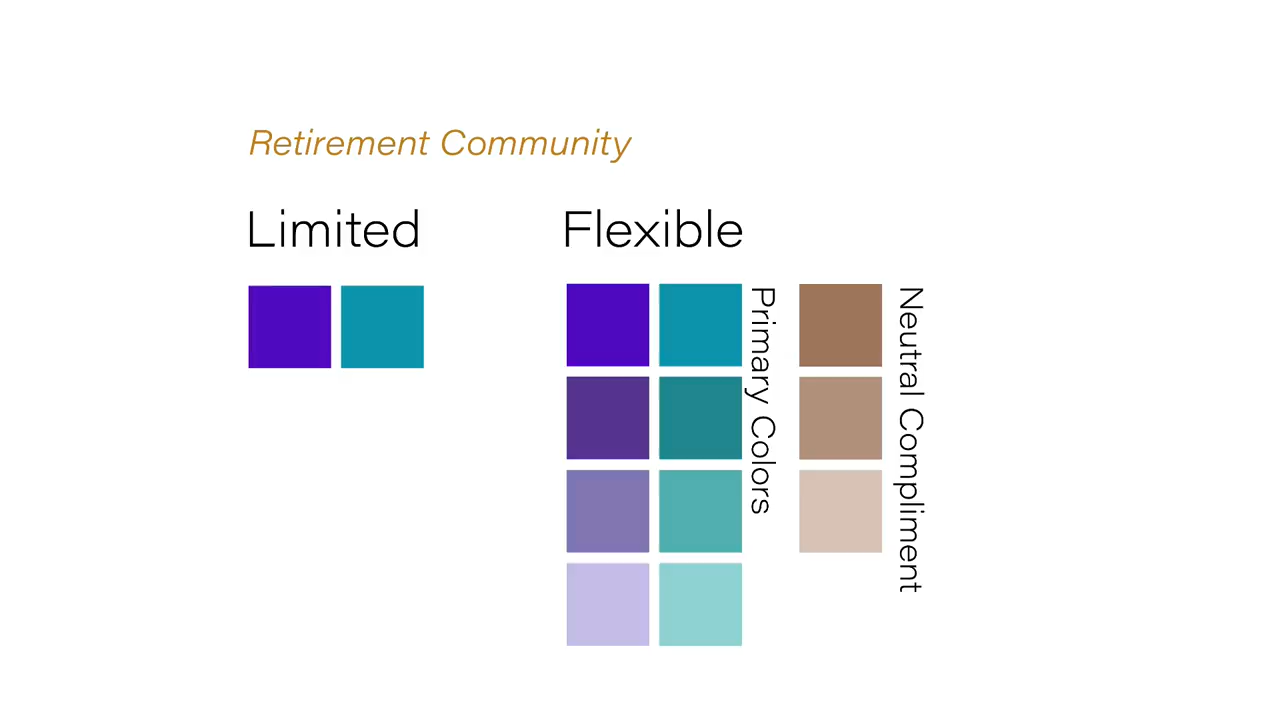 Retirement Community
Limited
Flexible
Primary Colors
Neutral Compliment